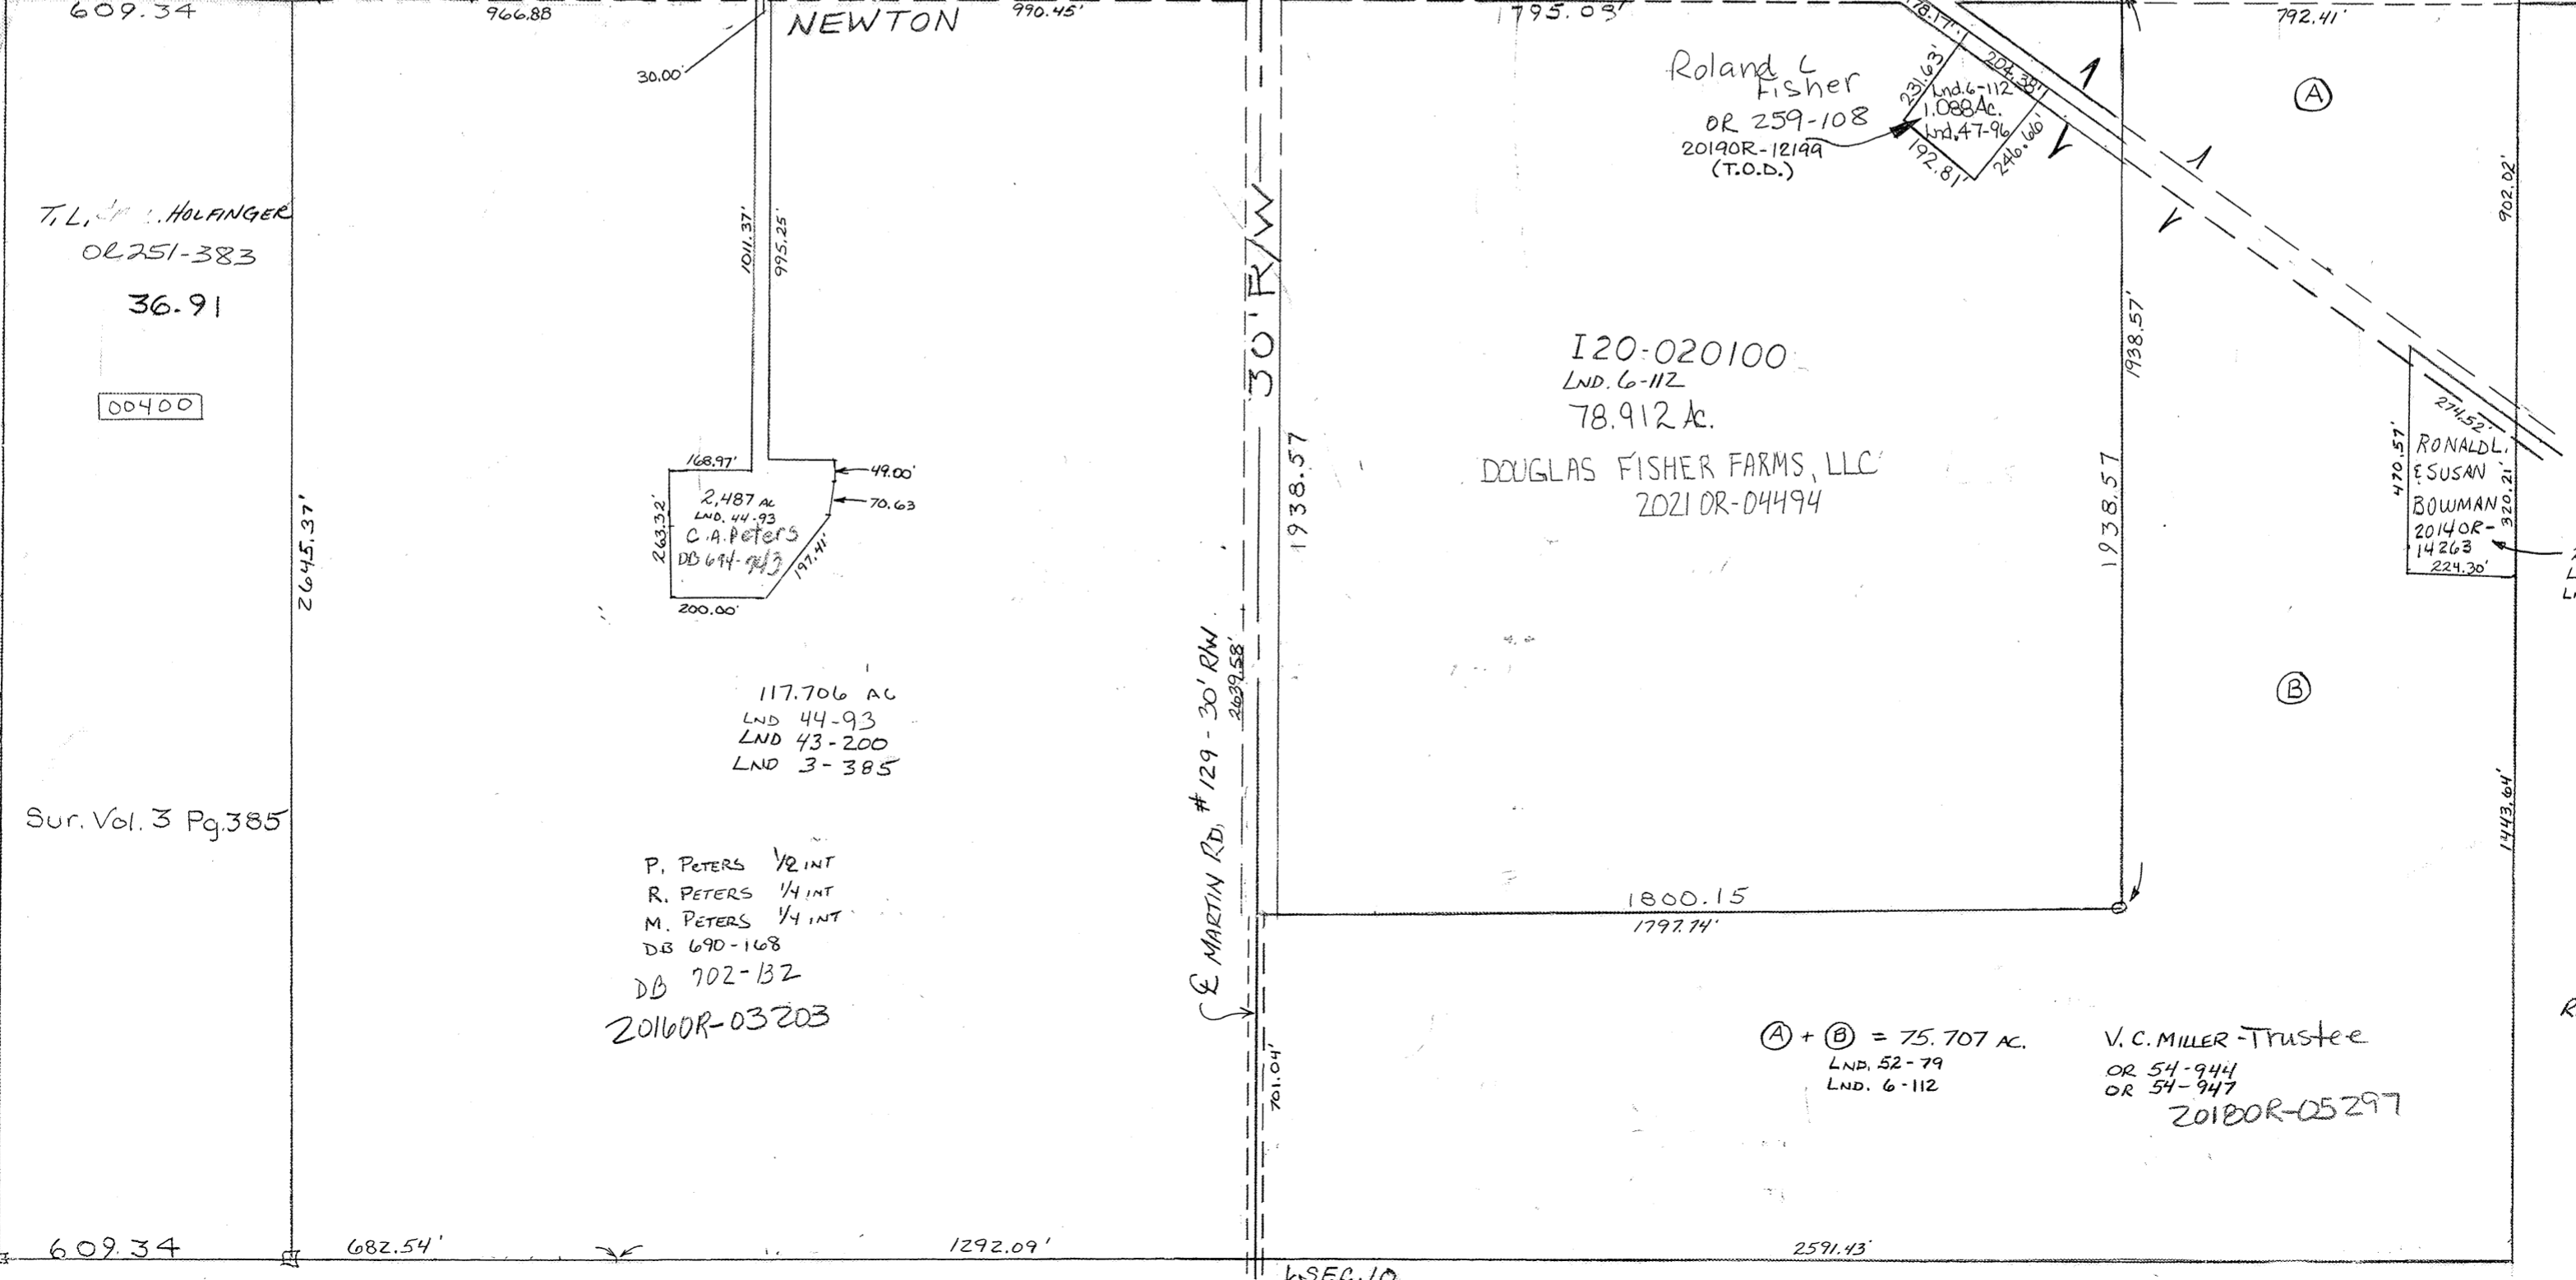 609.34
966.88
NEWTON
990.45'
1795.03'
178.17'
792.41'
30.00'
Roland L
Fisher
OR 259-108
2019OR-12199
(T.O.D.)
231.63'
204.38'
Lnd. 6-112
1.088 Ac.
Lnd. 47-96
246.66'
192.81'
A
902.02'
T. L. HOLFINGER
OR 251-383
36.91
00400
1011.37'
995.25'
30' R/W
1938.57'
I20-020100
LND. 6-112
78.912 Ac.
DOUGLAS FISHER FARMS, LLC
2021 OR-04494
1938.57
1938.57
2645.37'
168.97'
49.00'
70.63
2,487 AC
LND. 44-93
C. A. Peters
DB 694-743
263.32'
197.41'
200.00'
274.52'
470.57'
RONALD L.
& SUSAN
BOWMAN
2014OR-
14263
320.21'
224.30'
117.706 AC
LND 44-93
LND 43-200
LND 3-385
℄ MARTIN RD, #129 - 30' R/W
2639.58'
B
1443.64'
Sur. Vol. 3 Pg. 385
P. PETERS 1/2 INT
R. PETERS 1/4 INT
M. PETERS 1/4 INT
DB 690-168
DB 702-132
2016OR-03203
1800.15
1797.74'
701.04'
A + B = 75.707 AC.
LND. 52-79
LND. 6-112
V. C. MILLER-Trustee
OR 54-944
OR 54-947
2018OR-05297
609.34
682.54'
1292.09'
2591.43'
SEC. 10